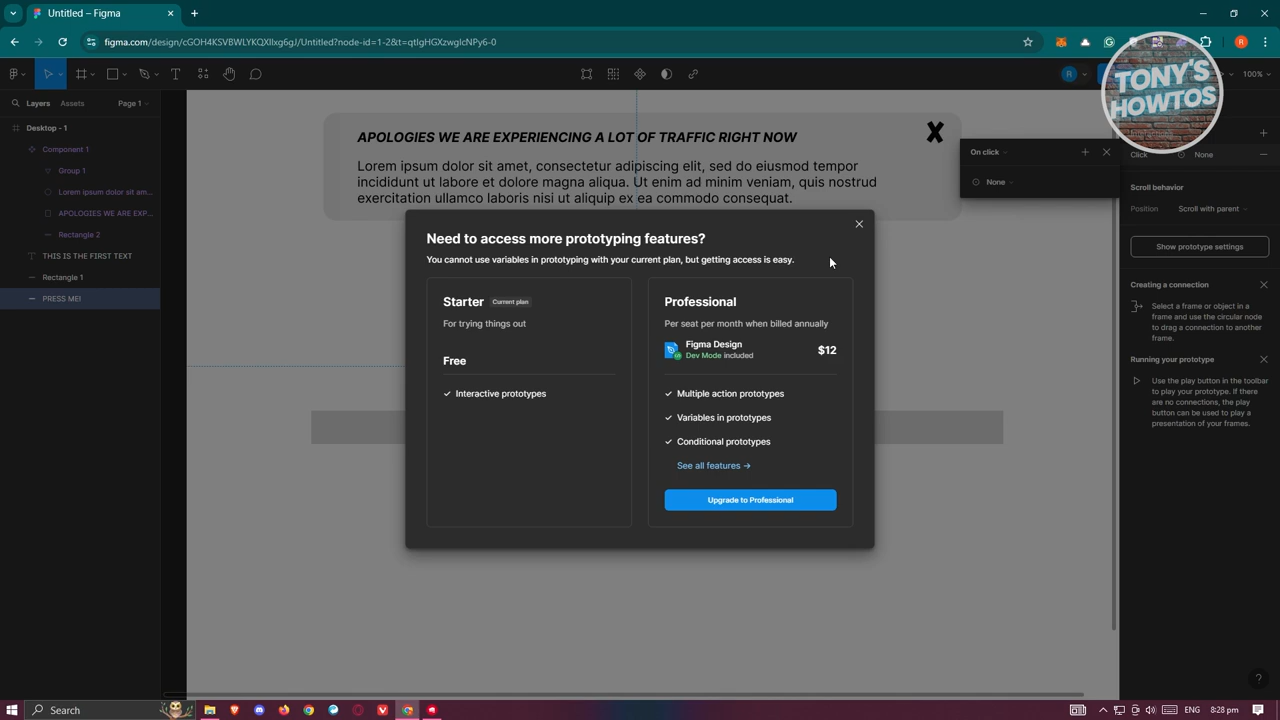 Untitled – Figma
figma.com/design/cGOH4KSVBWLYKQXIlxg6gJ/Untitled?node-id=1-2&t=qtIgHGXzwglcNPy6-0
R
R
100%
TONY'S
HOWTOS
Layers
Assets
Page 1
Desktop - 1
Component 1
Group 1
Lorem ipsum dolor sit am...
APOLOGIES WE ARE EXP...
Rectangle 2
THIS IS THE FIRST TEXT
Rectangle 1
PRESS ME!
APOLOGIES WE ARE EXPERIENCING A LOT OF TRAFFIC RIGHT NOW
X
Lorem ipsum dolor sit amet, consectetur adipiscing elit, sed do eiusmod tempor
incididunt ut labore et dolore magna aliqua. Ut enim ad minim veniam, quis nostrud
exercitation ullamco laboris nisi ut aliquip ex ea commodo consequat.
On click
None
Click
None
Scroll behavior
Position
Scroll with parent
Show prototype settings
Creating a connection
Select a frame or object in a
frame and use the circular node
to drag a connection to another
frame.
Running your prototype
Use the play button in the toolbar
to play your prototype. If there
are no connections, the play
button can be used to play a
presentation of your frames.
?
Need to access more prototyping features?
You cannot use variables in prototyping with your current plan, but getting access is easy.
Starter
Current plan
For trying things out
Free
Interactive prototypes
Professional
Per seat per month when billed annually
Figma Design
Dev Mode included
$12
Multiple action prototypes
Variables in prototypes
Conditional prototypes
See all features →
Upgrade to Professional
Search
ENG
8:28 pm